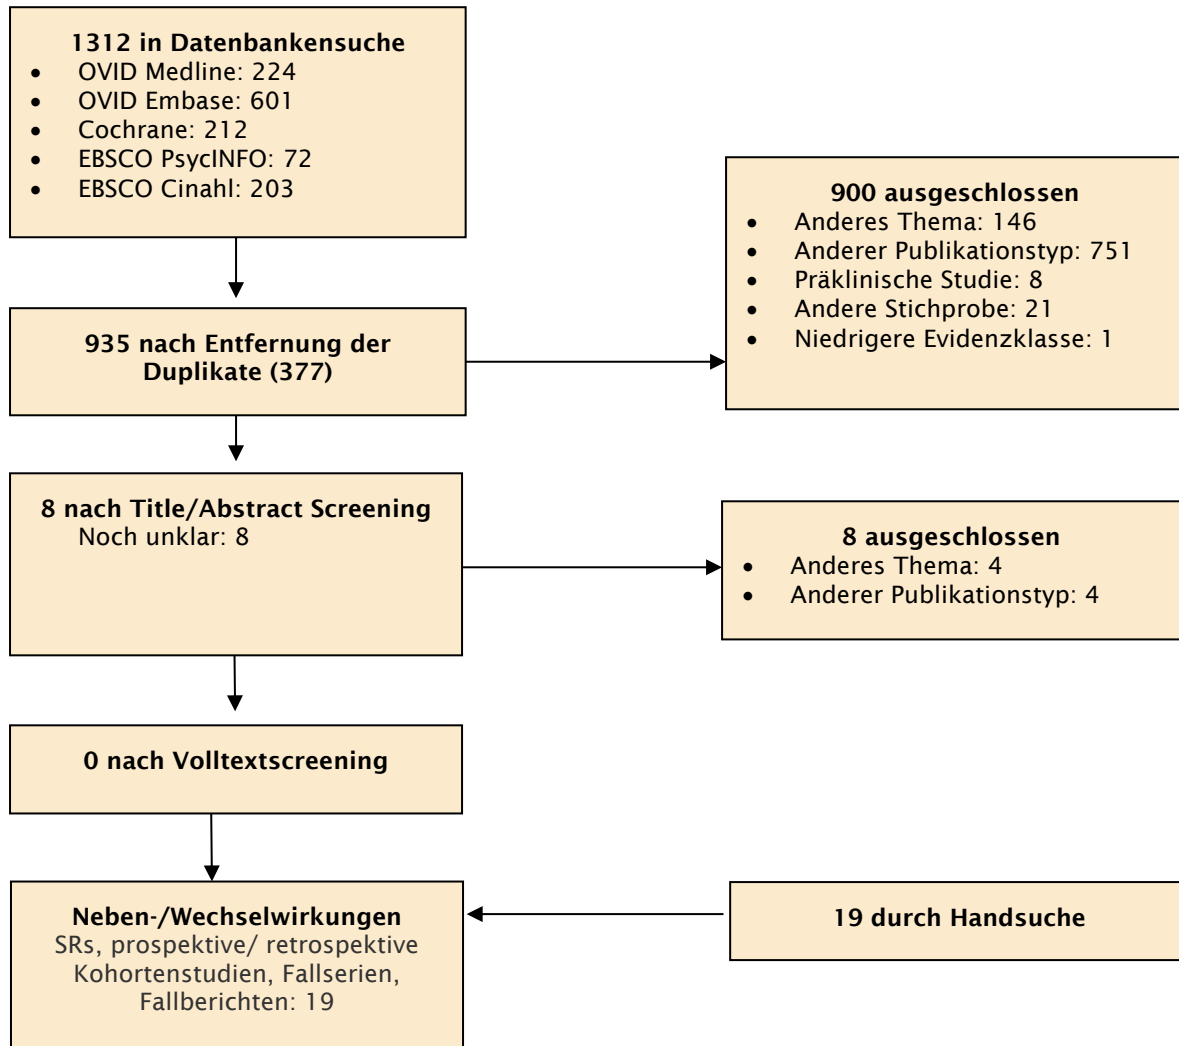 1312 in Datenbankensuche
• OVID Medline: 224
• OVID Embase: 601
• Cochrane: 212
• EBSCO PsycINFO: 72
• EBSCO Cinahl: 203
900 ausgeschlossen
• Anderes Thema: 146
• Anderer Publikationstyp: 751
• Präklinische Studie: 8
• Andere Stichprobe: 21
• Niedrigere Evidenzklasse: 1
935 nach Entfernung der
Duplikate (377)
8 nach Title/Abstract Screening
Noch unklar: 8
8 ausgeschlossen
• Anderes Thema: 4
• Anderer Publikationstyp: 4
0 nach Volltextscreening
Neben-/Wechselwirkungen
SRs, prospektive/ retrospektive
Kohortenstudien, Fallserien,
Fallberichten: 19
19 durch Handsuche